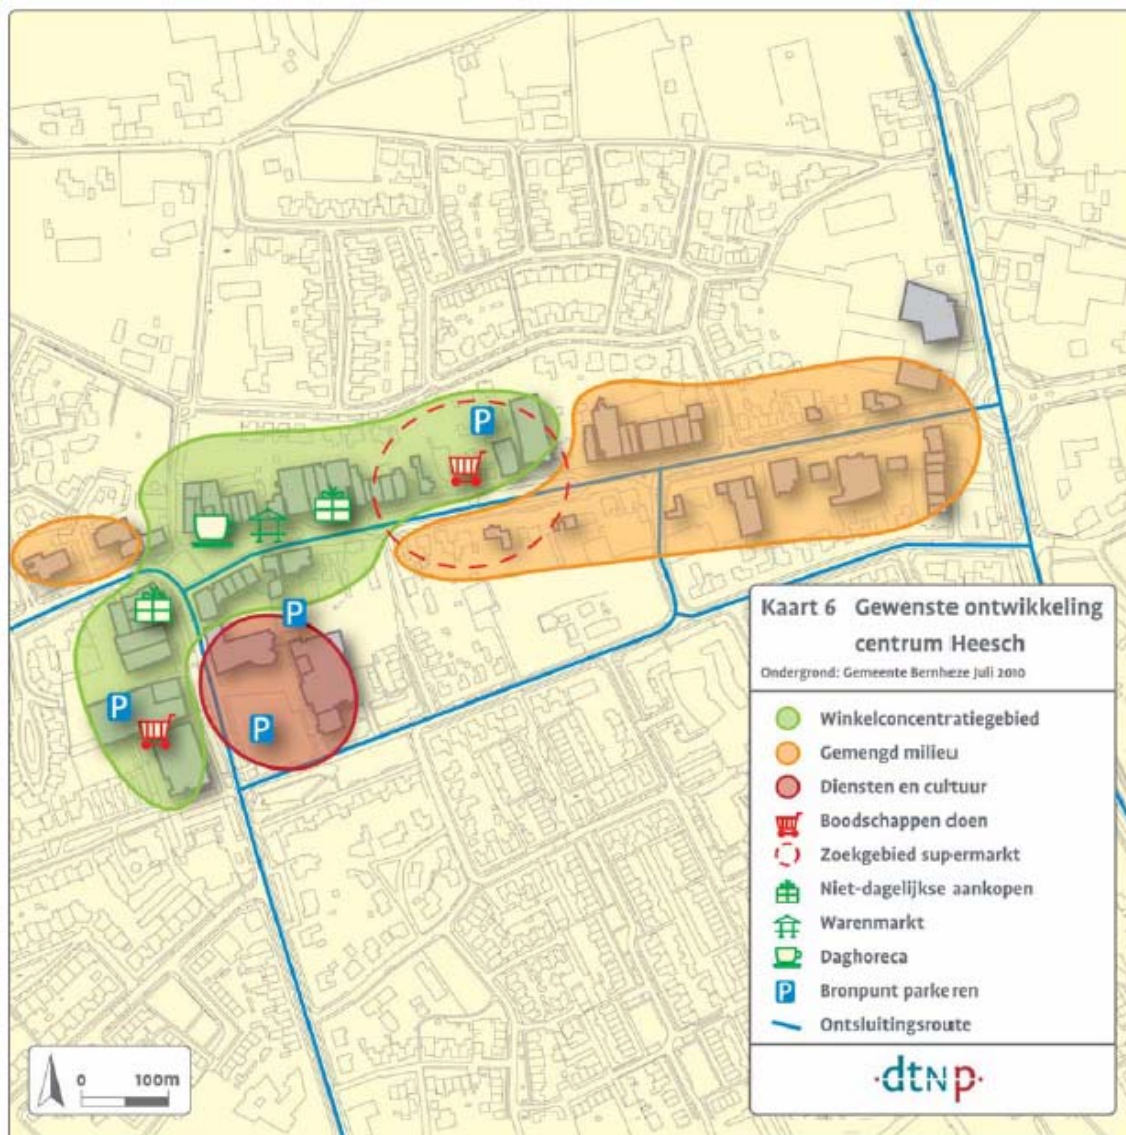 P
P
P
P
Kaart 6 Gewenste ontwikkeling
centrum Heesch
Ondergrond: Gemeente Bernheze Juli 2010
Winkelconcentratiegebied
Gemengd milieu
Diensten en cultuur
Boodschappen doen
Zoekgebied supermarkt
Niet-dagelijkse aankopen
Warenmarkt
Daghoreca
P Bronpunt parkeren
Ontsluitingsroute
0 100m
·dtNp·